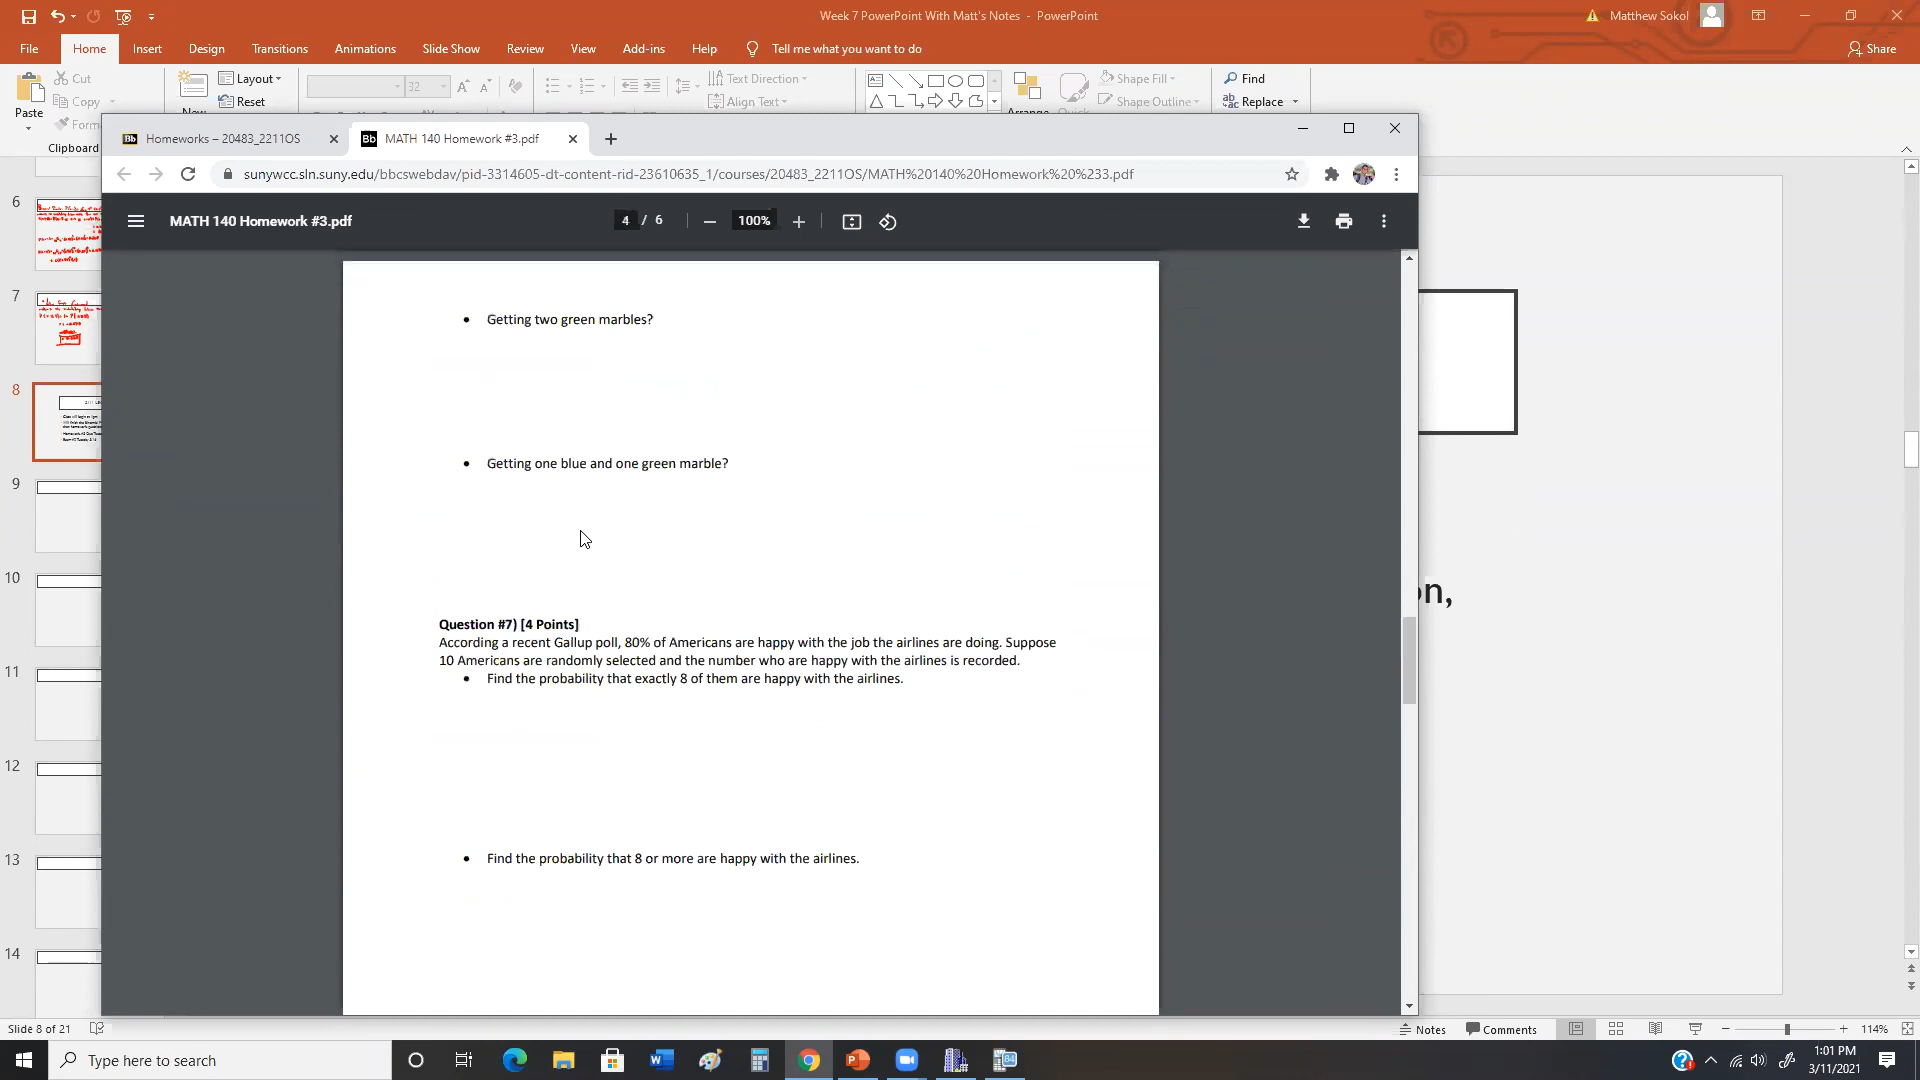 Week 7 PowerPoint With Matt's Notes - PowerPoint
Matthew Sokol
File Home Insert Design Transitions Animations Slide Show Review View Add-ins Help Tell me what you want to do Share
Paste
Cut
Copy
Clipboard
Layout
Reset
32
Text Direction
Align Text
Shape Fill
Shape Outline
Find
Replace
Homeworks – 20483_2211OS
MATH 140 Homework #3.pdf
sunywcc.sln.suny.edu/bbcswebdav/pid-3314605-dt-content-rid-23610635_1/courses/20483_2211OS/MATH%20140%20Homework%20%233.pdf
MATH 140 Homework #3.pdf
4 / 6
100%
• Getting two green marbles?
• Getting one blue and one green marble?
Question #7) [4 Points]
According a recent Gallup poll, 80% of Americans are happy with the job the airlines are doing. Suppose
10 Americans are randomly selected and the number who are happy with the airlines is recorded.
• Find the probability that exactly 8 of them are happy with the airlines.
• Find the probability that 8 or more are happy with the airlines.
6
7
8
9
10
11
12
13
14
Slide 8 of 21
Notes
Comments
114%
Type here to search
1:01 PM
3/11/2021